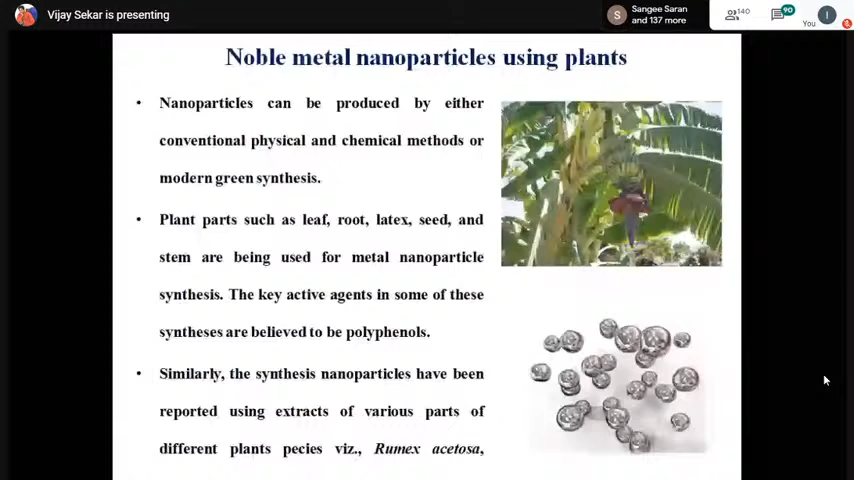 Vijay Sekar is presenting
S
Sangee Saran
and 137 more
140
90
You
I
Noble metal nanoparticles using plants
• Nanoparticles can be produced by either
conventional physical and chemical methods or
modern green synthesis.
• Plant parts such as leaf, root, latex, seed, and
stem are being used for metal nanoparticle
synthesis. The key active agents in some of these
syntheses are believed to be polyphenols.
• Similarly, the synthesis nanoparticles have been
reported using extracts of various parts of
different plants pecies viz., Rumex acetosa,